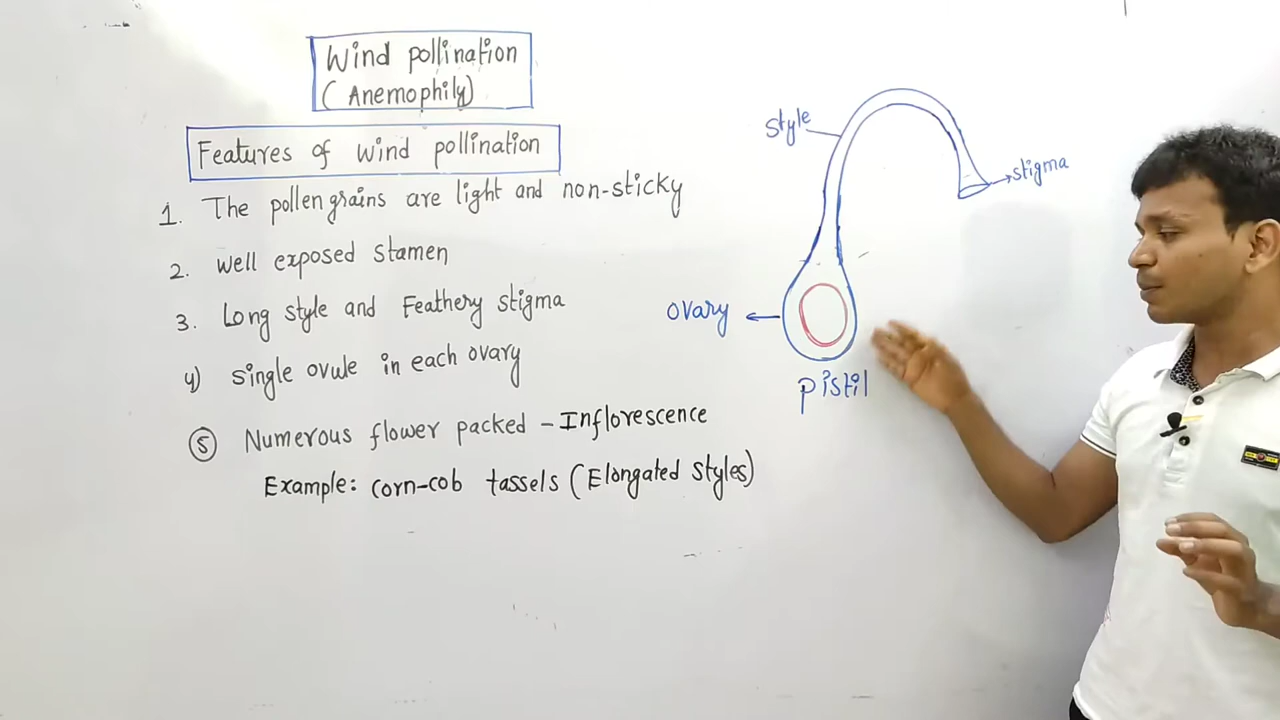 Wind pollination
(Anemophily)
Features of wind pollination
1. The pollengrains are light and non-sticky
2. well exposed stamen
3. Long style and Feathery stigma
4) single ovule in each ovary
⑤ Numerous flower packed - Inflorescence
Example: corn-cob tassels (Elongated styles)
style
stigma
ovary
pistil